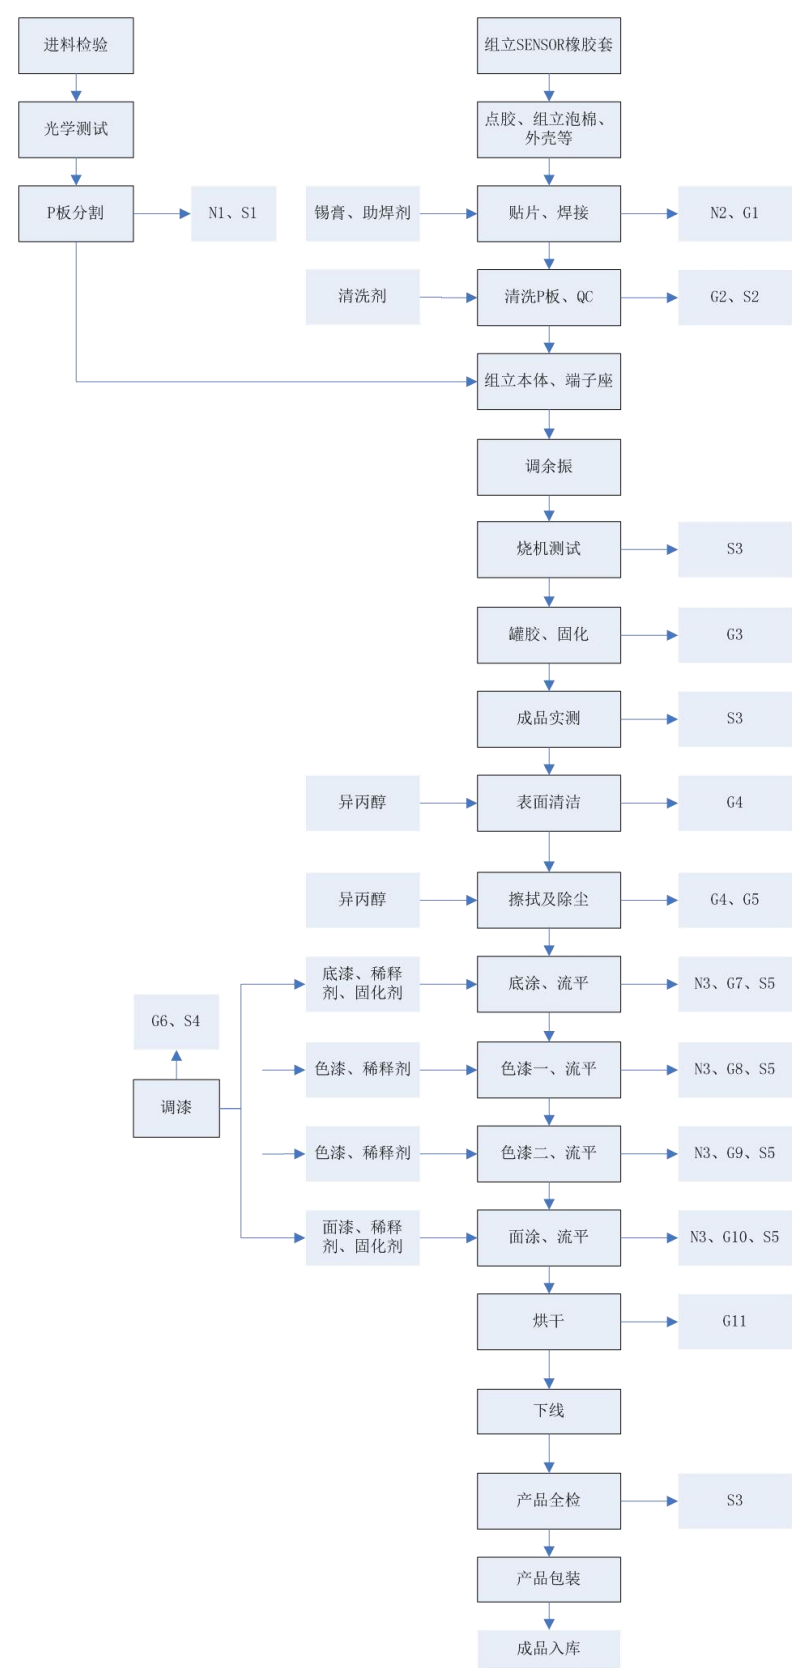 进料检验
组立SENSOR橡胶套
光学测试
点胶、组立泡棉、
外壳等
P板分割
N1、S1
锡膏、助焊剂
贴片、焊接
N2、G1
清洗剂
清洗P板、QC
G2、S2
组立本体、端子座
调余振
烧机测试
S3
罐胶、固化
G3
成品实测
S3
异丙醇
表面清洁
G4
异丙醇
擦拭及除尘
G4、G5
底漆、稀释
剂、固化剂
底涂、流平
N3、G7、S5
G6、S4
色漆、稀释剂
色漆一、流平
N3、G8、S5
调漆
色漆、稀释剂
色漆二、流平
N3、G9、S5
面漆、稀释
剂、固化剂
面涂、流平
N3、G10、S5
烘干
G11
下线
产品全检
S3
产品包装
成品入库